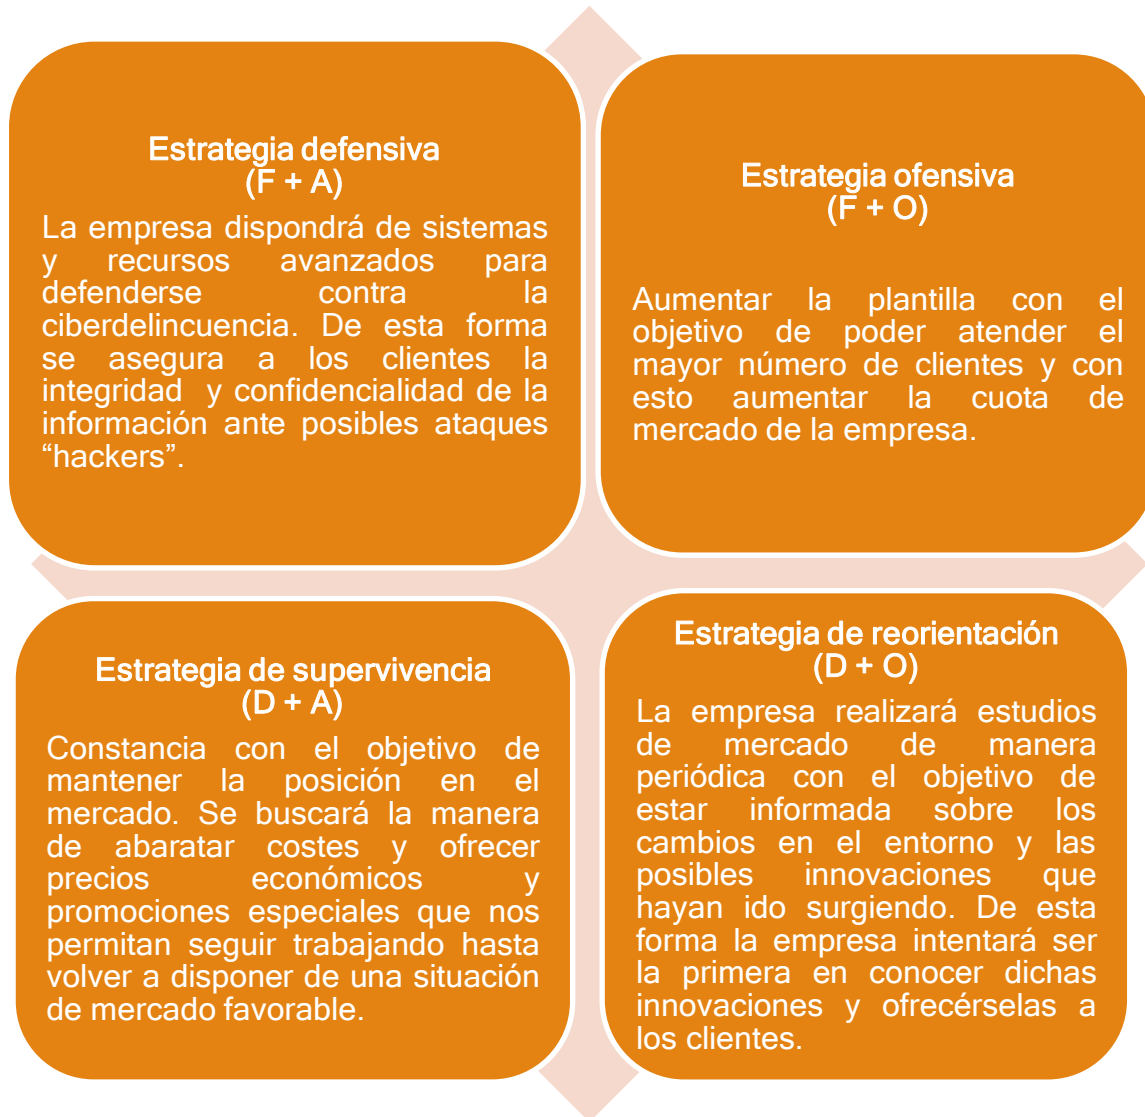 Estrategia defensiva
(F + A)
La empresa dispondrá de sistemas
y recursos avanzados para
defenderse contra la
ciberdelincuencia. De esta forma
se asegura a los clientes la
integridad y confidencialidad de la
información ante posibles ataques
“hackers”.
Estrategia ofensiva
(F + O)
Aumentar la plantilla con el
objetivo de poder atender el
mayor número de clientes y con
esto aumentar la cuota de
mercado de la empresa.
Estrategia de supervivencia
(D + A)
Constancia con el objetivo de
mantener la posición en el
mercado. Se buscará la manera
de abaratar costes y ofrecer
precios económicos y
promociones especiales que nos
permitan seguir trabajando hasta
volver a disponer de una situación
de mercado favorable.
Estrategia de reorientación
(D + O)
La empresa realizará estudios
de mercado de manera
periódica con el objetivo de
estar informada sobre los
cambios en el entorno y las
posibles innovaciones que
hayan ido surgiendo. De esta
forma la empresa intentará ser
la primera en conocer dichas
innovaciones y ofrecérselas a
los clientes.